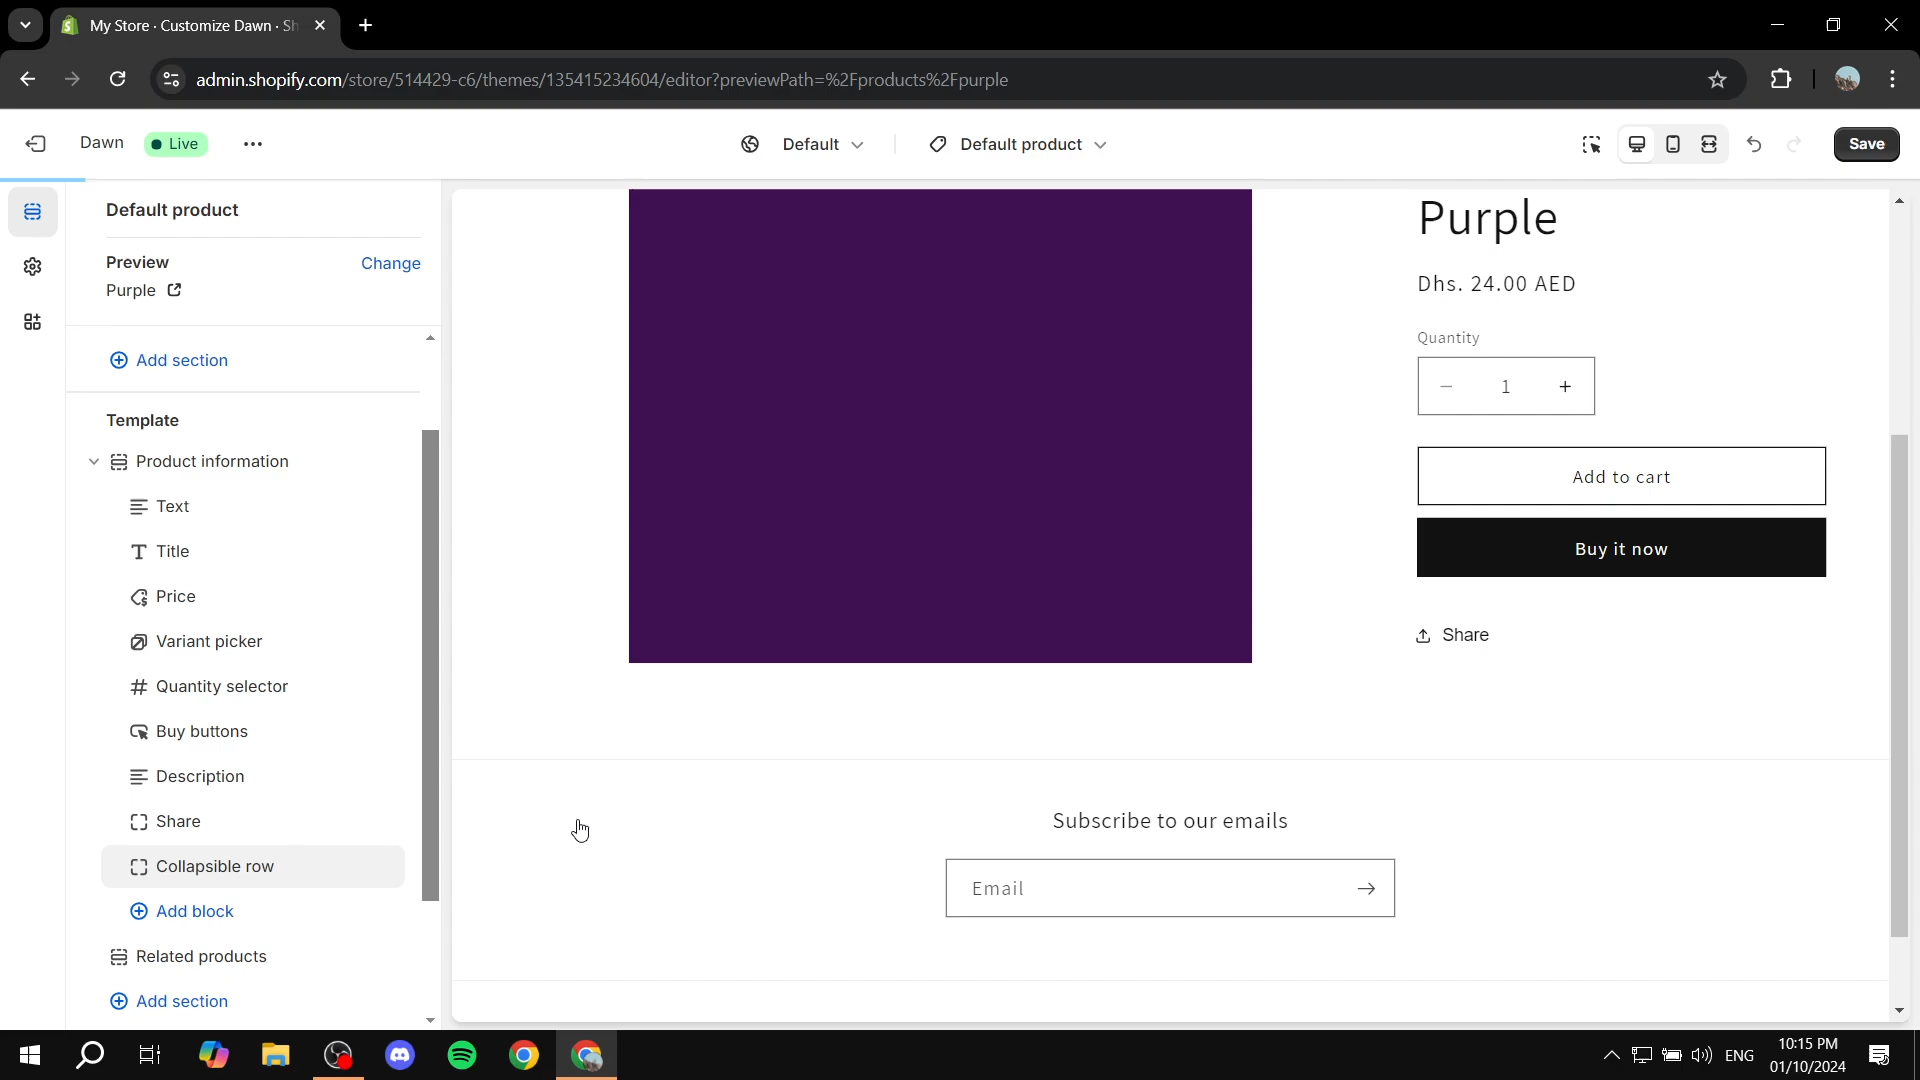 My Store · Customize Dawn · Sh
admin.shopify.com/store/514429-c6/themes/135415234604/editor?previewPath=%2Fproducts%2Fpurple
Dawn
Live
Default
Default product
Save
Default product
Preview
Change
Purple
Add section
Template
Product information
Text
Title
Price
Variant picker
Quantity selector
Buy buttons
Description
Share
Collapsible row
Add block
Related products
Add section
Purple
Dhs. 24.00 AED
Quantity
1
Add to cart
Buy it now
Share
Subscribe to our emails
Email
ENG
10:15 PM
01/10/2024